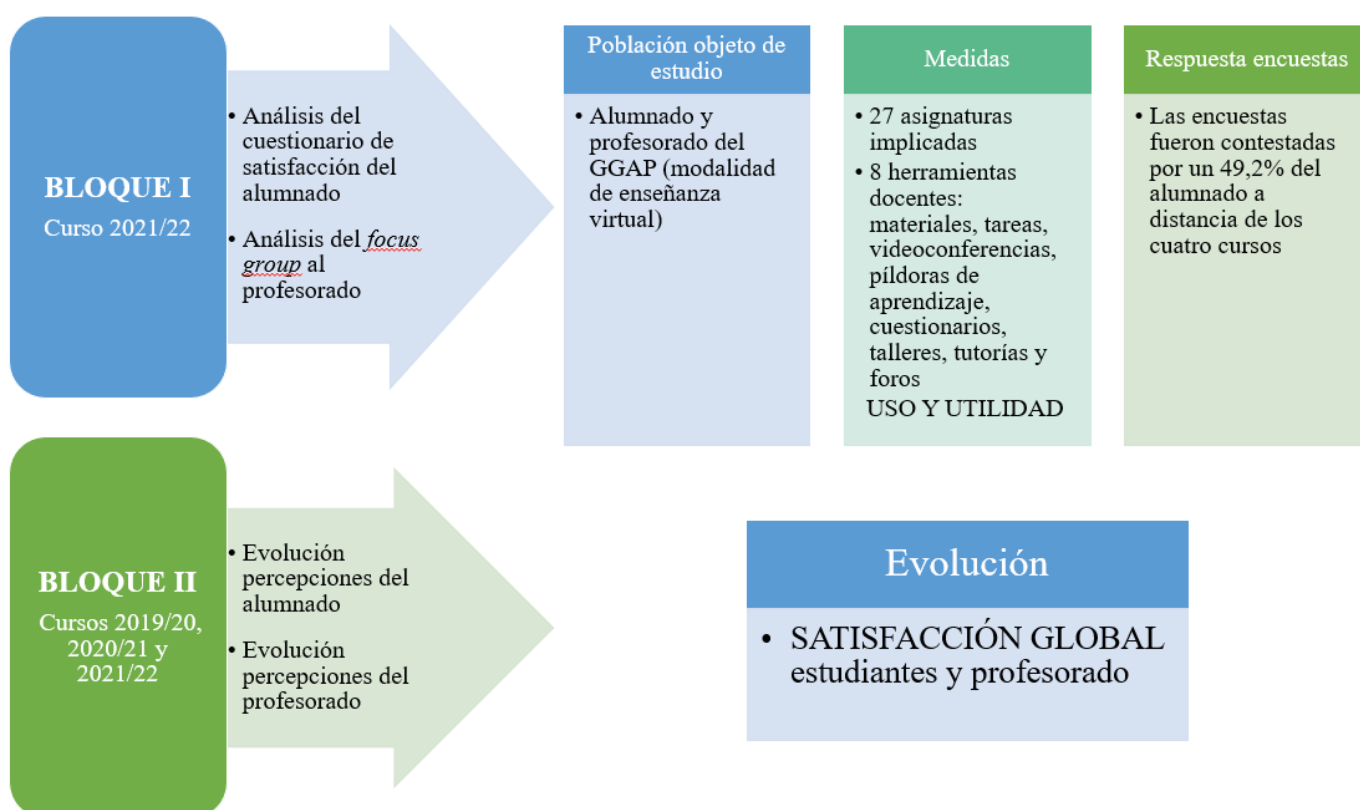 BLOQUE I
Curso 2021/22
• Análisis del
cuestionario de
satisfacción del
alumnado
• Análisis del focus
group al
profesorado
Población objeto de
estudio
• Alumnado y
profesorado del
GGAP (modalidad
de enseñanza
virtual)
Medidas
• 27 asignaturas
implicadas
• 8 herramientas
docentes:
materiales, tareas,
videoconferencias,
píldoras de
aprendizaje,
cuestionarios,
talleres, tutorías y
foros
USO Y UTILIDAD
Respuesta encuestas
• Las encuestas
fueron contestadas
por un 49,2% del
alumnado a
distancia de los
cuatro cursos
BLOQUE II
Cursos 2019/20,
2020/21 y
2021/22
• Evolución
percepciones del
alumnado
• Evolución
percepciones del
profesorado
Evolución
• SATISFACCIÓN GLOBAL
estudiantes y profesorado